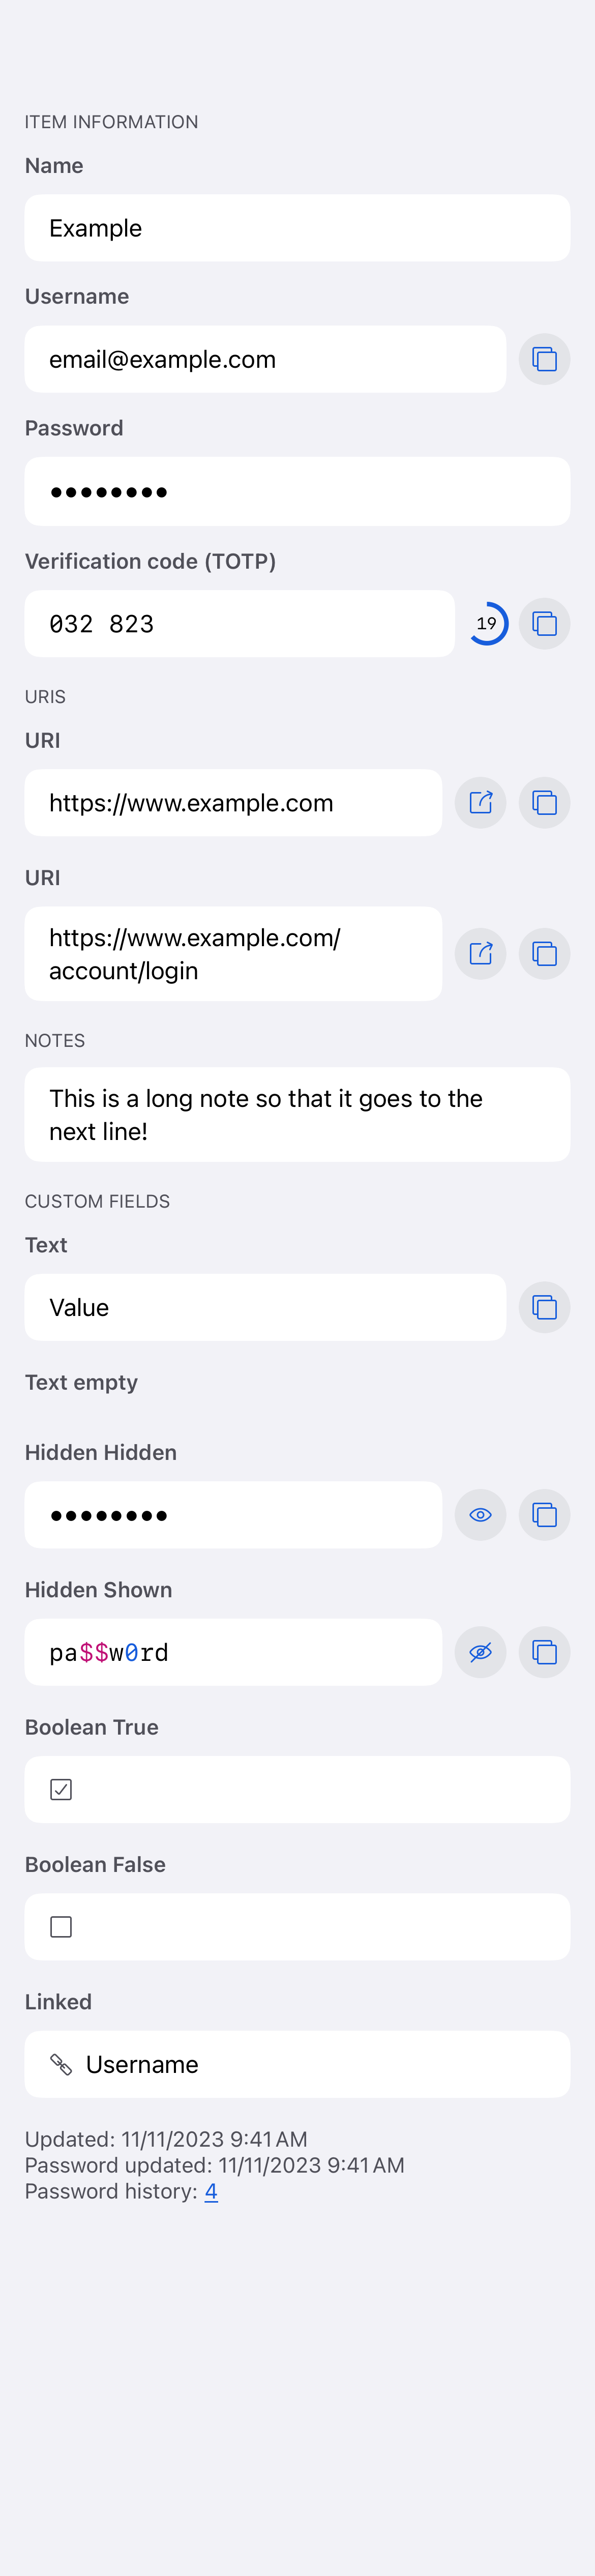 ITEM INFORMATION
Name
Example
Username
email@example.com
Password
••••••••
Verification code (TOTP)
032 823
19
URIS
URI
https://www.example.com
URI
https://www.example.com/
account/login
NOTES
This is a long note so that it goes to the
next line!
CUSTOM FIELDS
Text
Value
Text empty
Hidden Hidden
••••••••
Hidden Shown
pa$$w0rd
Boolean True
Boolean False
Linked
Username
Updated: 11/11/2023 9:41 AM
Password updated: 11/11/2023 9:41 AM
Password history: 4